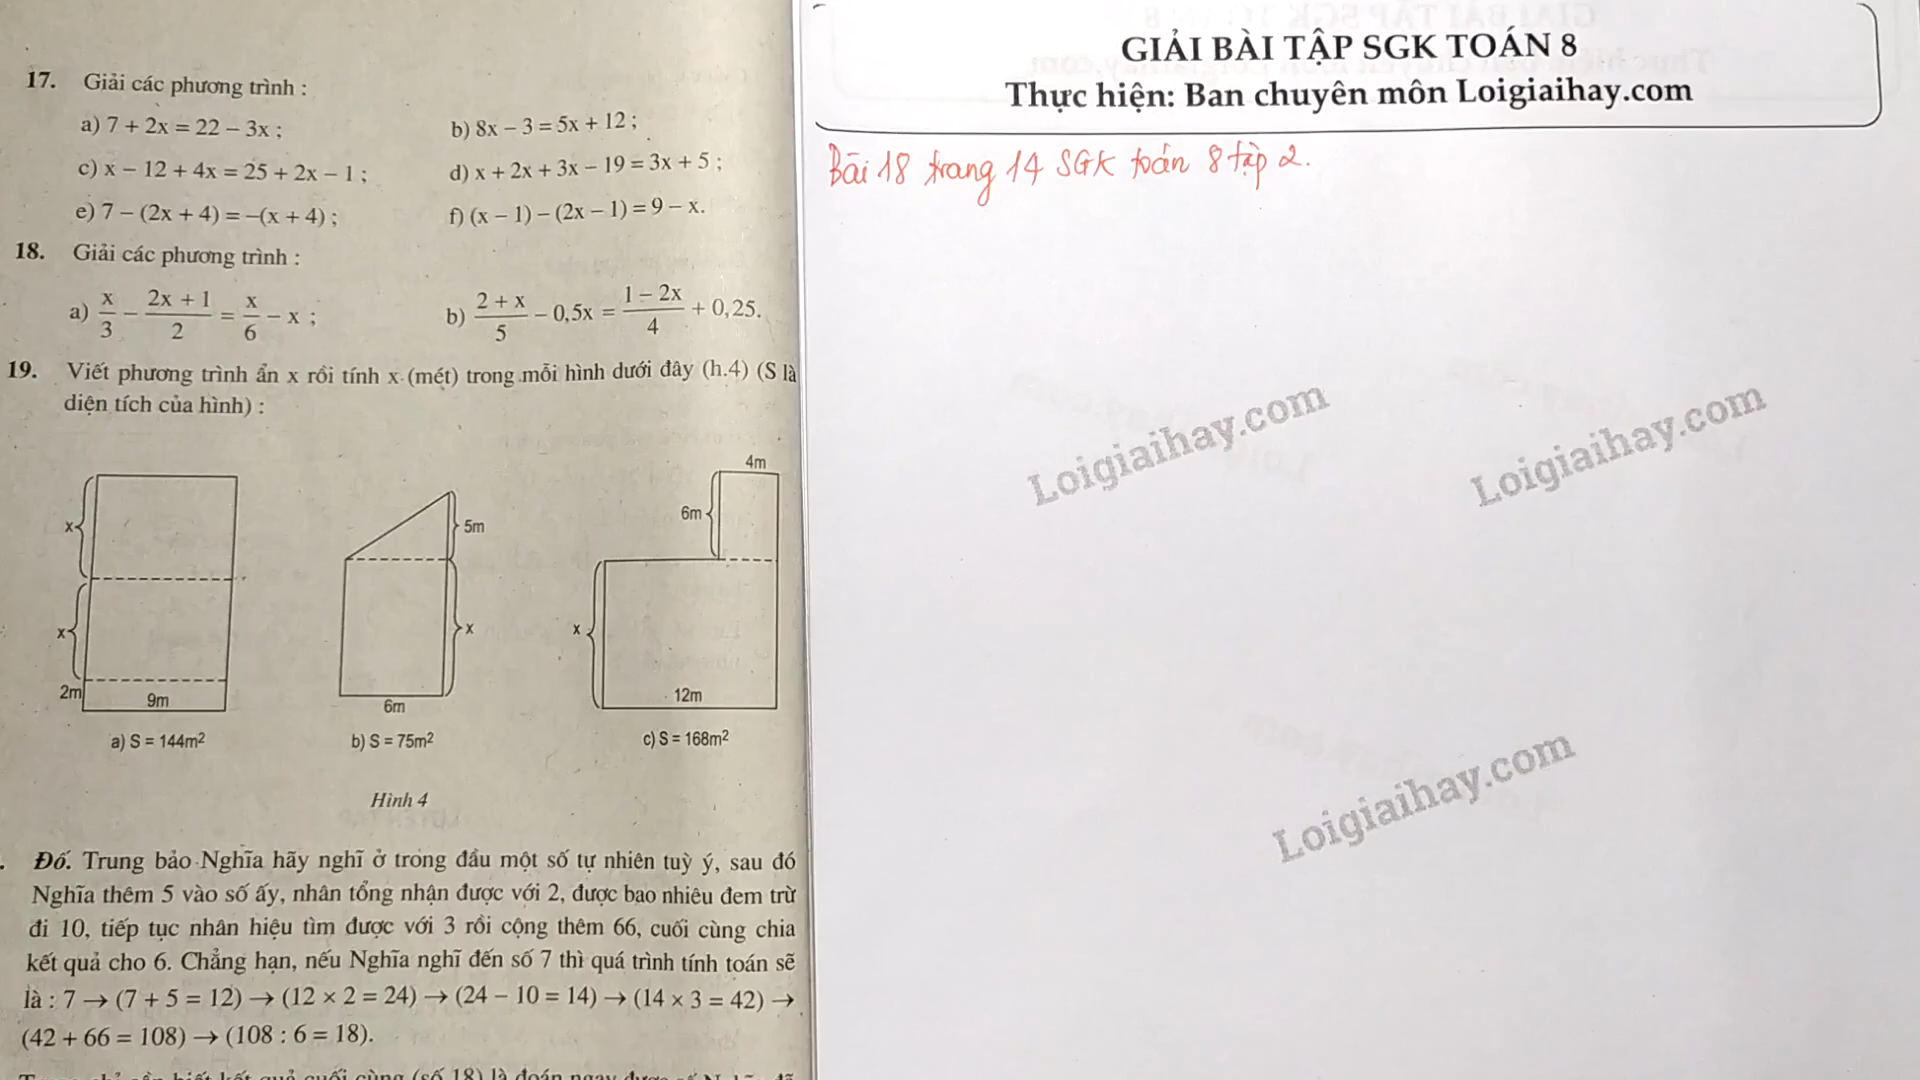 17. Giải các phương trình :
a) 7 + 2x = 22 – 3x ; b) 8x – 3 = 5x + 12 ;
c) x – 12 + 4x = 25 + 2x – 1 ; d) x + 2x + 3x – 19 = 3x + 5 ;
e) 7 – (2x + 4) = –(x + 4) ; f) (x – 1) – (2x – 1) = 9 – x.
18. Giải các phương trình :
a) x/3 – (2x + 1)/2 = x/6 – x ; b) (2 + x)/5 – 0,5x = (1 – 2x)/4 + 0,25.
19. Viết phương trình ẩn x rồi tính x (mét) trong mỗi hình dưới đây (h.4) (S là
diện tích của hình) :
x
x
2m
9m
a) S = 144m²
5m
x
6m
b) S = 75m²
4m
6m
x
12m
c) S = 168m²
Hình 4
Đố. Trung bảo Nghĩa hãy nghĩ ở trong đầu một số tự nhiên tuỳ ý, sau đó
Nghĩa thêm 5 vào số ấy, nhân tổng nhận được với 2, được bao nhiêu đem trừ
đi 10, tiếp tục nhân hiệu tìm được với 3 rồi cộng thêm 66, cuối cùng chia
kết quả cho 6. Chẳng hạn, nếu Nghĩa nghĩ đến số 7 thì quá trình tính toán sẽ
là : 7 → (7 + 5 = 12) → (12 × 2 = 24) → (24 – 10 = 14) → (14 × 3 = 42) →
(42 + 66 = 108) → (108 : 6 = 18).
GIẢI BÀI TẬP SGK TOÁN 8
Thực hiện: Ban chuyên môn Loigiaihay.com
Bài 18 trang 14 SGK toán 8 tập 2.
Loigiaihay.com
Loigiaihay.com
Loigiaihay.com